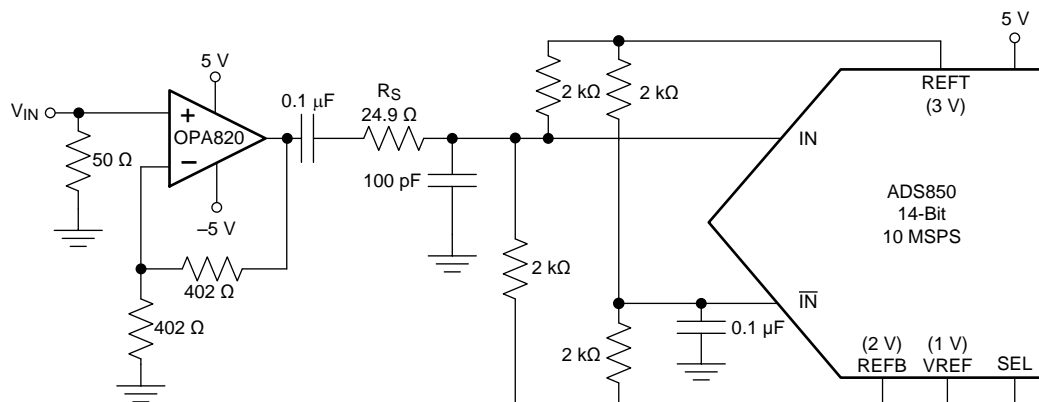 5 V
5 V
REFT
(3 V)
2 kΩ
2 kΩ
RS
24.9 Ω
0.1 µF
VIN
+
OPA820
−
50 Ω
–5 V
100 pF
IN
ADS850
14-Bit
10 MSPS
2 kΩ
402 Ω
402 Ω
IN
0.1 µF
2 kΩ
(2 V)
REFB
(1 V)
VREF
SEL